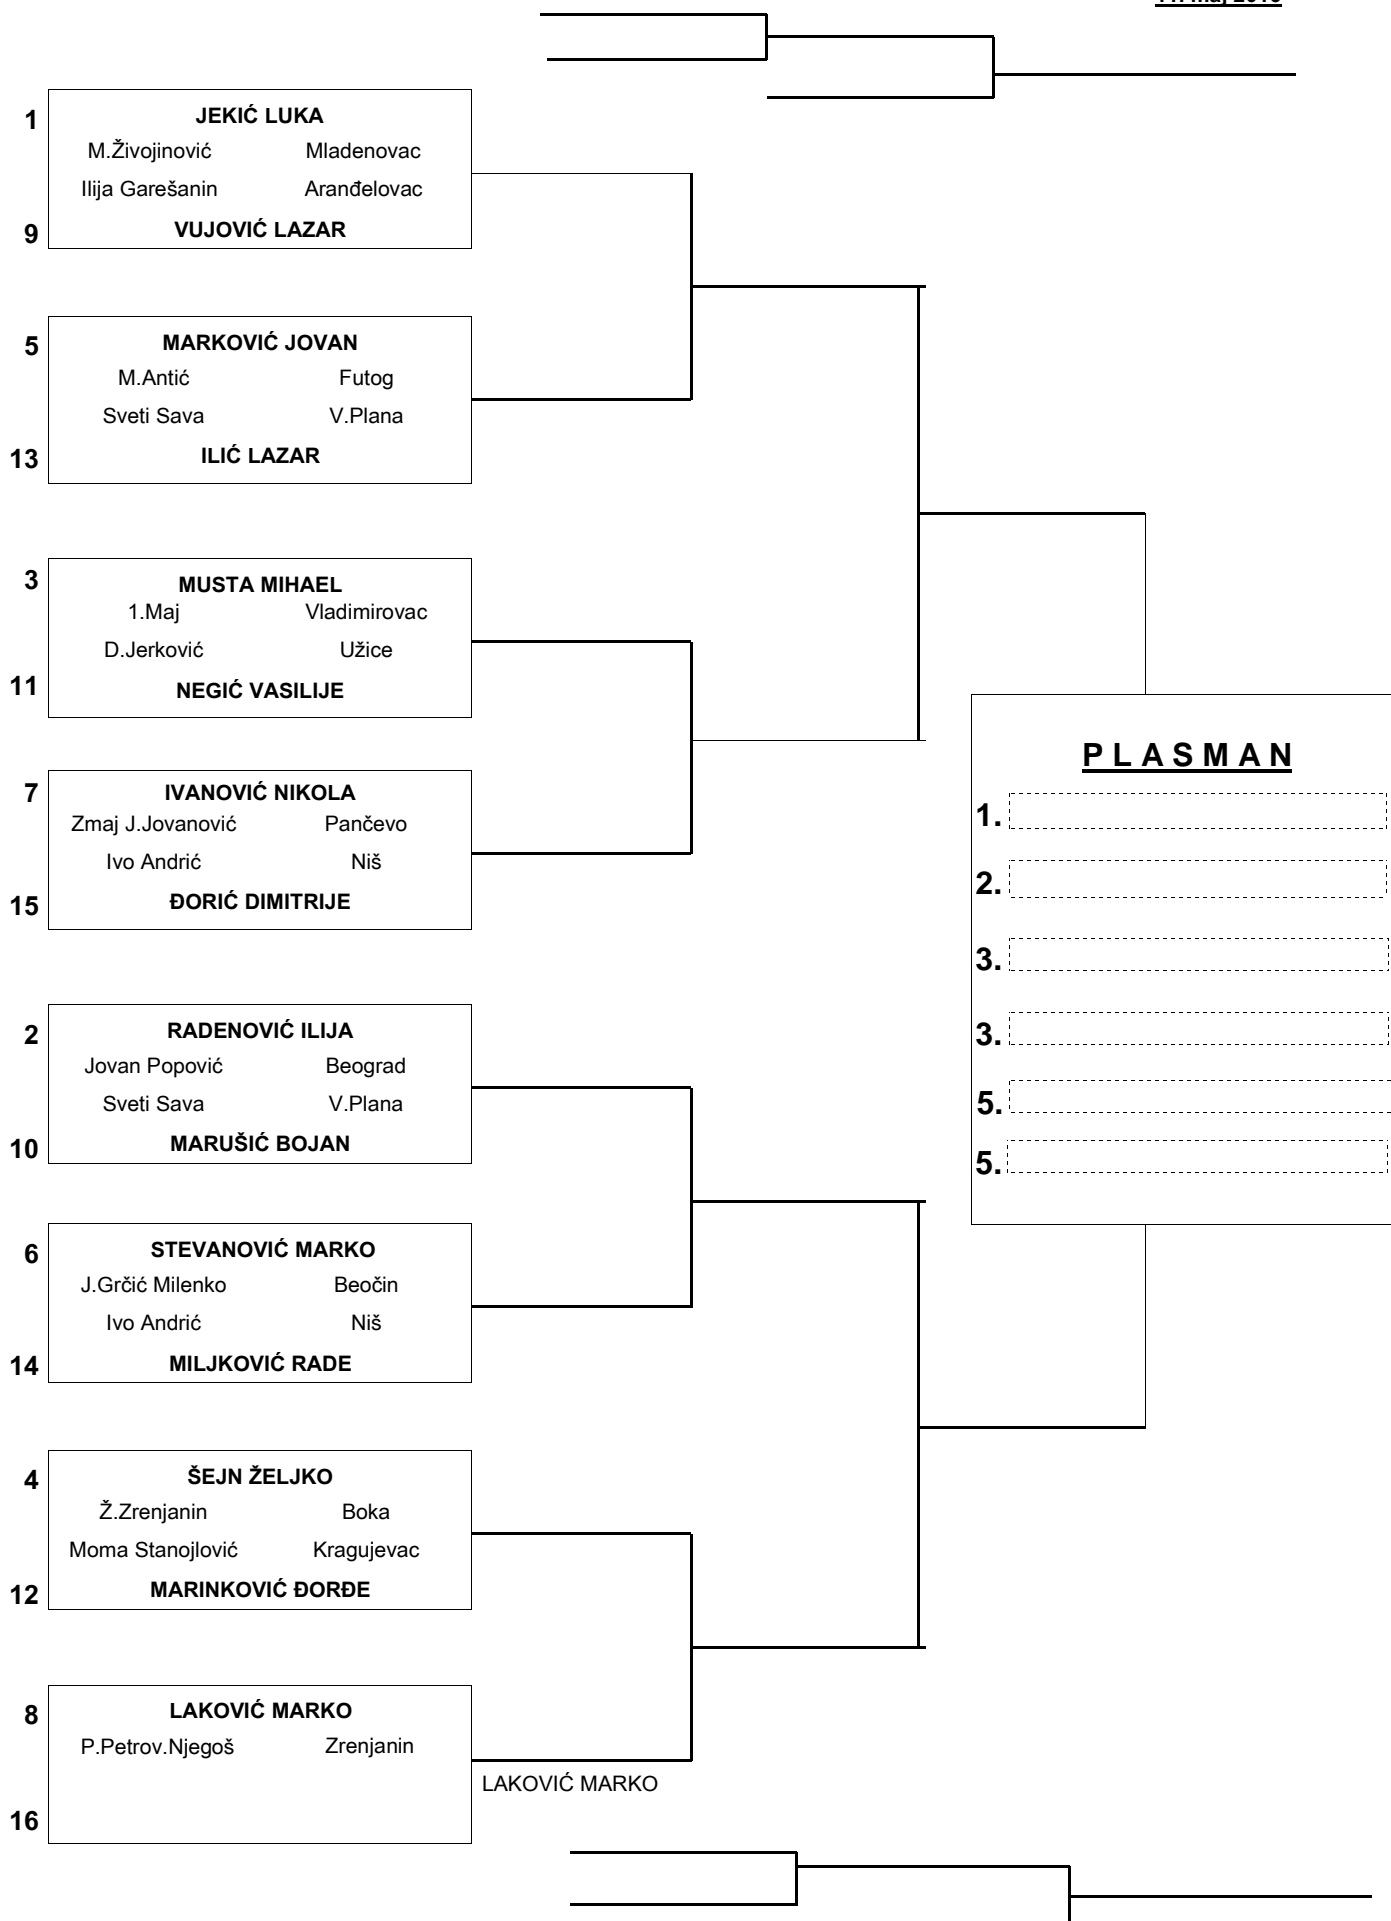 1
JEKIĆ LUKA
M.Živojinović Mladenovac
Ilija Garešanin Aranđelovac
9
VUJOVIĆ LAZAR
5
MARKOVIĆ JOVAN
M.Antić Futog
Sveti Sava V.Plana
13
ILIĆ LAZAR
3
MUSTA MIHAEL
1.Maj Vladimirovac
D.Jerković Užice
11
NEGIĆ VASILIJE
7
IVANOVIĆ NIKOLA
Zmaj J.Jovanović Pančevo
Ivo Andrić Niš
15
ĐORIĆ DIMITRIJE
2
RADENOVIĆ ILIJA
Jovan Popović Beograd
Sveti Sava V.Plana
10
MARUŠIĆ BOJAN
6
STEVANOVIĆ MARKO
J.Grčić Milenko Beočin
Ivo Andrić Niš
14
MILJKOVIĆ RADE
4
ŠEJN ŽELJKO
Ž.Zrenjanin Boka
Moma Stanojlović Kragujevac
12
MARINKOVIĆ ĐORĐE
8
LAKOVIĆ MARKO
P.Petrov.Njegoš Zrenjanin
16
LAKOVIĆ MARKO
P L A S M A N
1.
2.
3.
3.
5.
5.